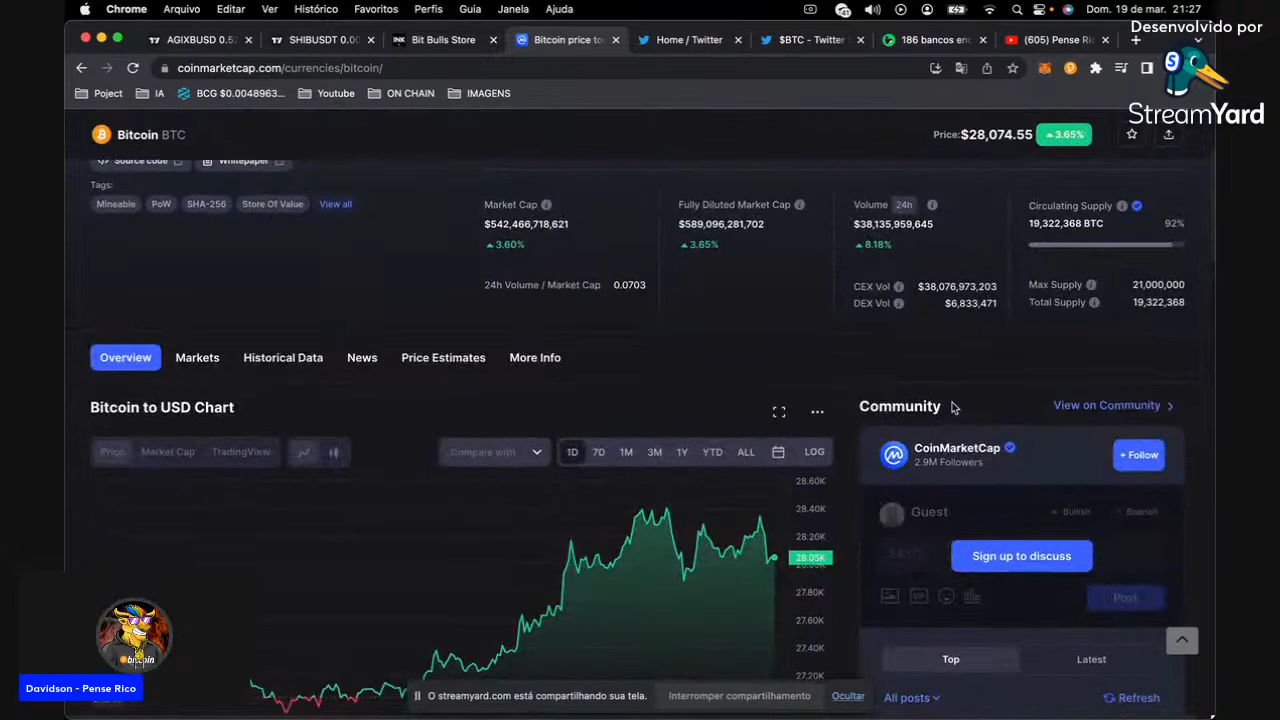 Chrome Arquivo Editar Ver Histórico Favoritos Perfis Guia Janela Ajuda 41 Dom. 19 de mar. 21:27
Desenvolvido por
StreamYard
AGIXUSD 0.5 SHIBUSDT 0.00 Bit Bulls Store Bitcoin price to Home / Twitter $BTC - Twitter 186 bancos en (605) Pense Ri
coinmarketcap.com/currencies/bitcoin/
Poject IA BCG $0.0048963... Youtube ON CHAIN IMAGENS
Bitcoin BTC Price:$28,074.55 3.65%
Source code Whitepaper
Tags:
Mineable PoW SHA-256 Store Of Value View all
Market Cap
$542,466,718,621
3.60%
24h Volume / Market Cap 0.0703
Fully Diluted Market Cap
$589,096,281,702
3.65%
Volume 24h
$38,135,959,645
8.18%
CEX Vol $38,076,973,203
DEX Vol $6,833,471
Circulating Supply
19,322,368 BTC 92%
Max Supply 21,000,000
Total Supply 19,322,368
Overview Markets Historical Data News Price Estimates More Info
Bitcoin to USD Chart
Price Market Cap TradingView Compare with 1D 7D 1M 3M 1Y YTD ALL LOG
28.60K
28.40K
28.20K
28.05K
27.80K
27.60K
27.40K
27.20K
Community View on Community
CoinMarketCap
2.9M Followers
+ Follow
Guest Bullish Bearish
Sign up to discuss
Post
Top Latest
All posts Refresh
bitcoin
Davidson - Pense Rico
O streamyard.com está compartilhando sua tela. Interromper compartilhamento Ocultar